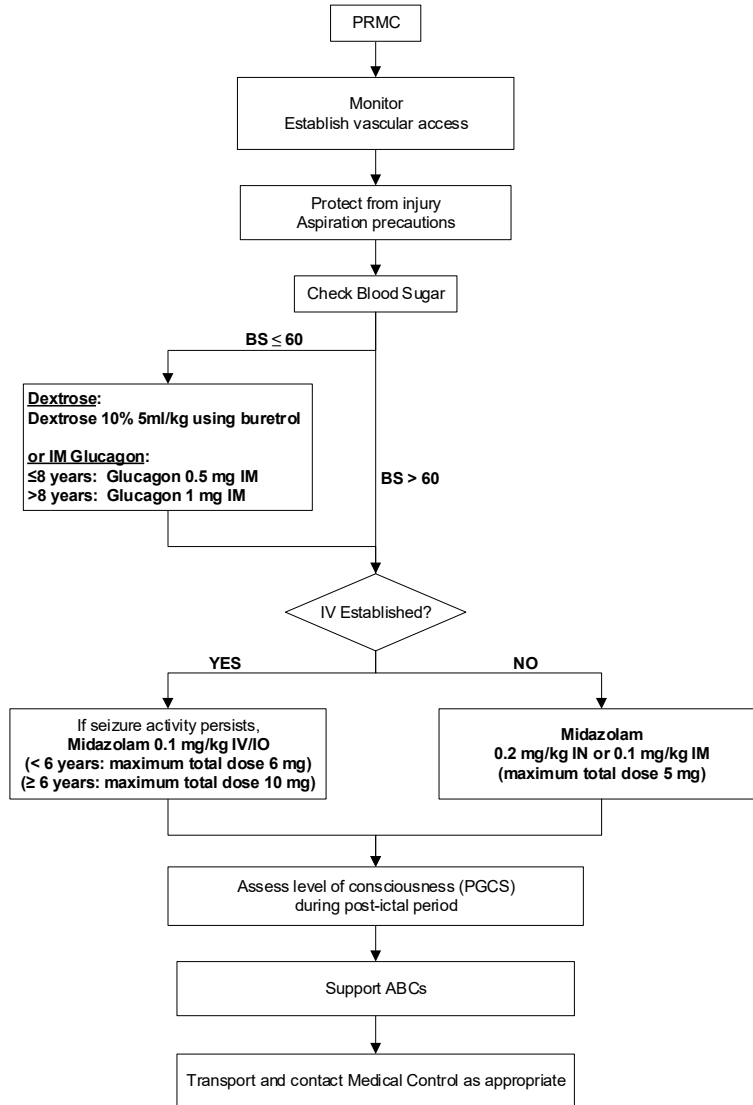 PRMC
Monitor
Establish vascular access
Protect from injury
Aspiration precautions
Check Blood Sugar
BS ≤ 60
Dextrose:
Dextrose 10% 5ml/kg using buretrol
or IM Glucagon:
≤8 years:  Glucagon 0.5 mg IM
>8 years:  Glucagon 1 mg IM
BS > 60
IV Established?
YES
NO
If seizure activity persists,
Midazolam 0.1 mg/kg IV/IO
(< 6 years: maximum total dose 6 mg)
(≥ 6 years: maximum total dose 10 mg)
Midazolam
0.2 mg/kg IN or 0.1 mg/kg IM
(maximum total dose 5 mg)
Assess level of consciousness (PGCS)
during post-ictal period
Support ABCs
Transport and contact Medical Control as appropriate